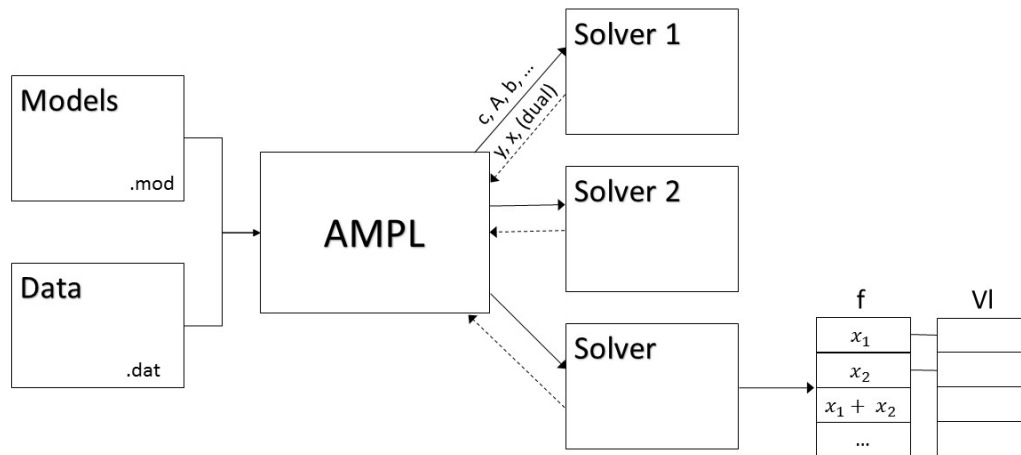 Models
.mod
Data
.dat
AMPL
c, A, b, ...
y, x, (dual)
Solver 1
Solver 2
Solver
f
Vl
x₁
x₂
x₁ + x₂
...